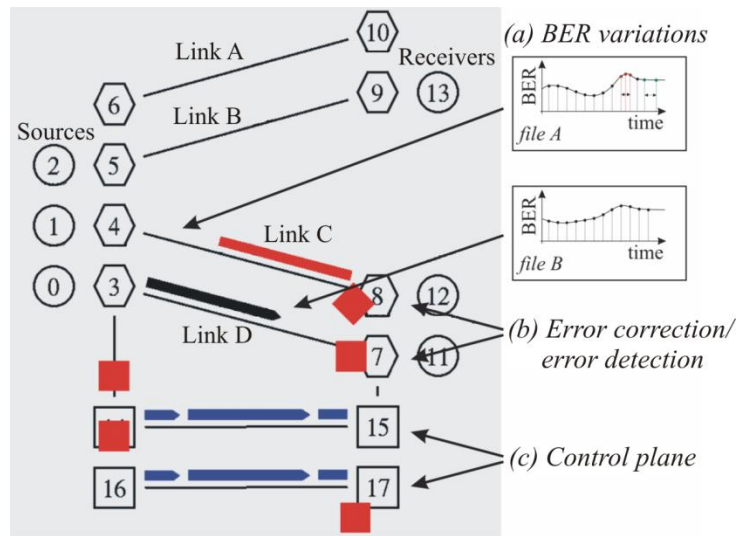 10
(a) BER variations
Link A
Receivers
6
9
13
BER
time
file A
Link B
Sources
2
5
1
4
Link C
BER
time
file B
0
3
8
12
(b) Error correction/
error detection
Link D
7
11
15
(c) Control plane
16
17